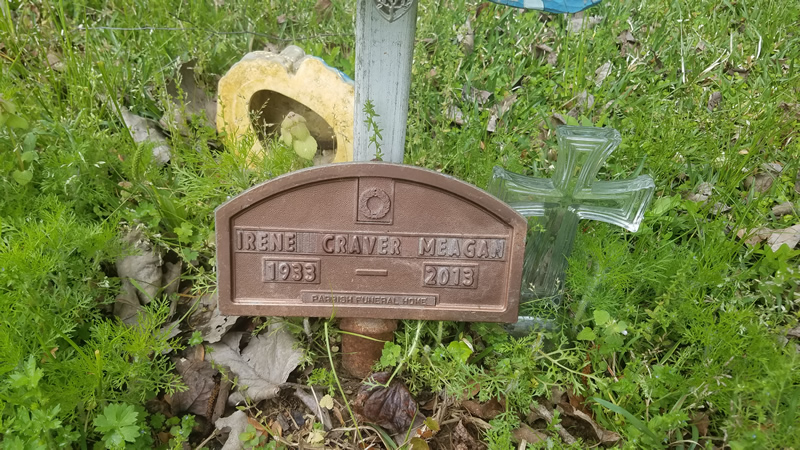 IRENE CRAVER MEAGAN
1933 — 2013
PARRISH FUNERAL HOME